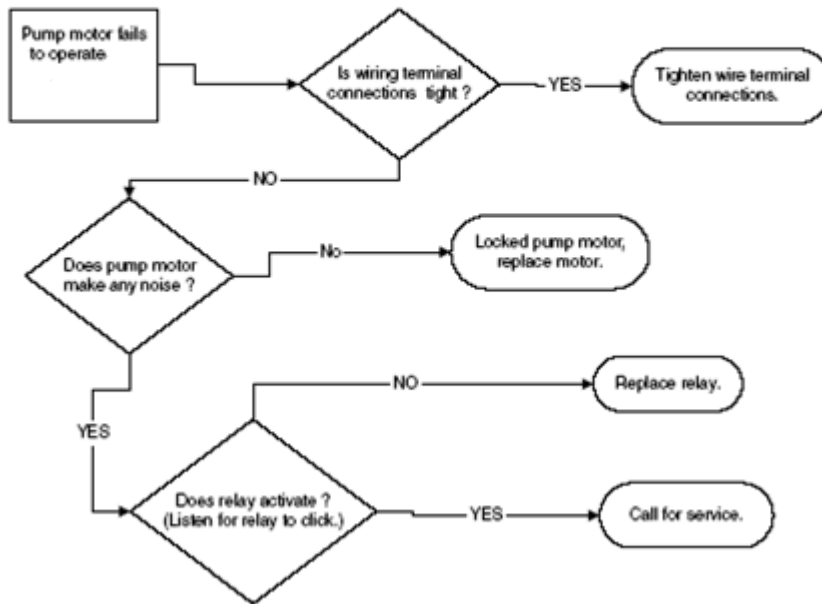 Pump motor fails
to operate
Is wiring terminal
connections tight ?
YES
Tighten wire terminal
connections.
NO
Does pump motor
make any noise ?
No
Locked pump motor,
replace motor.
YES
NO
Replace relay.
Does relay activate ?
(Listen for relay to click.)
YES
Call for service.